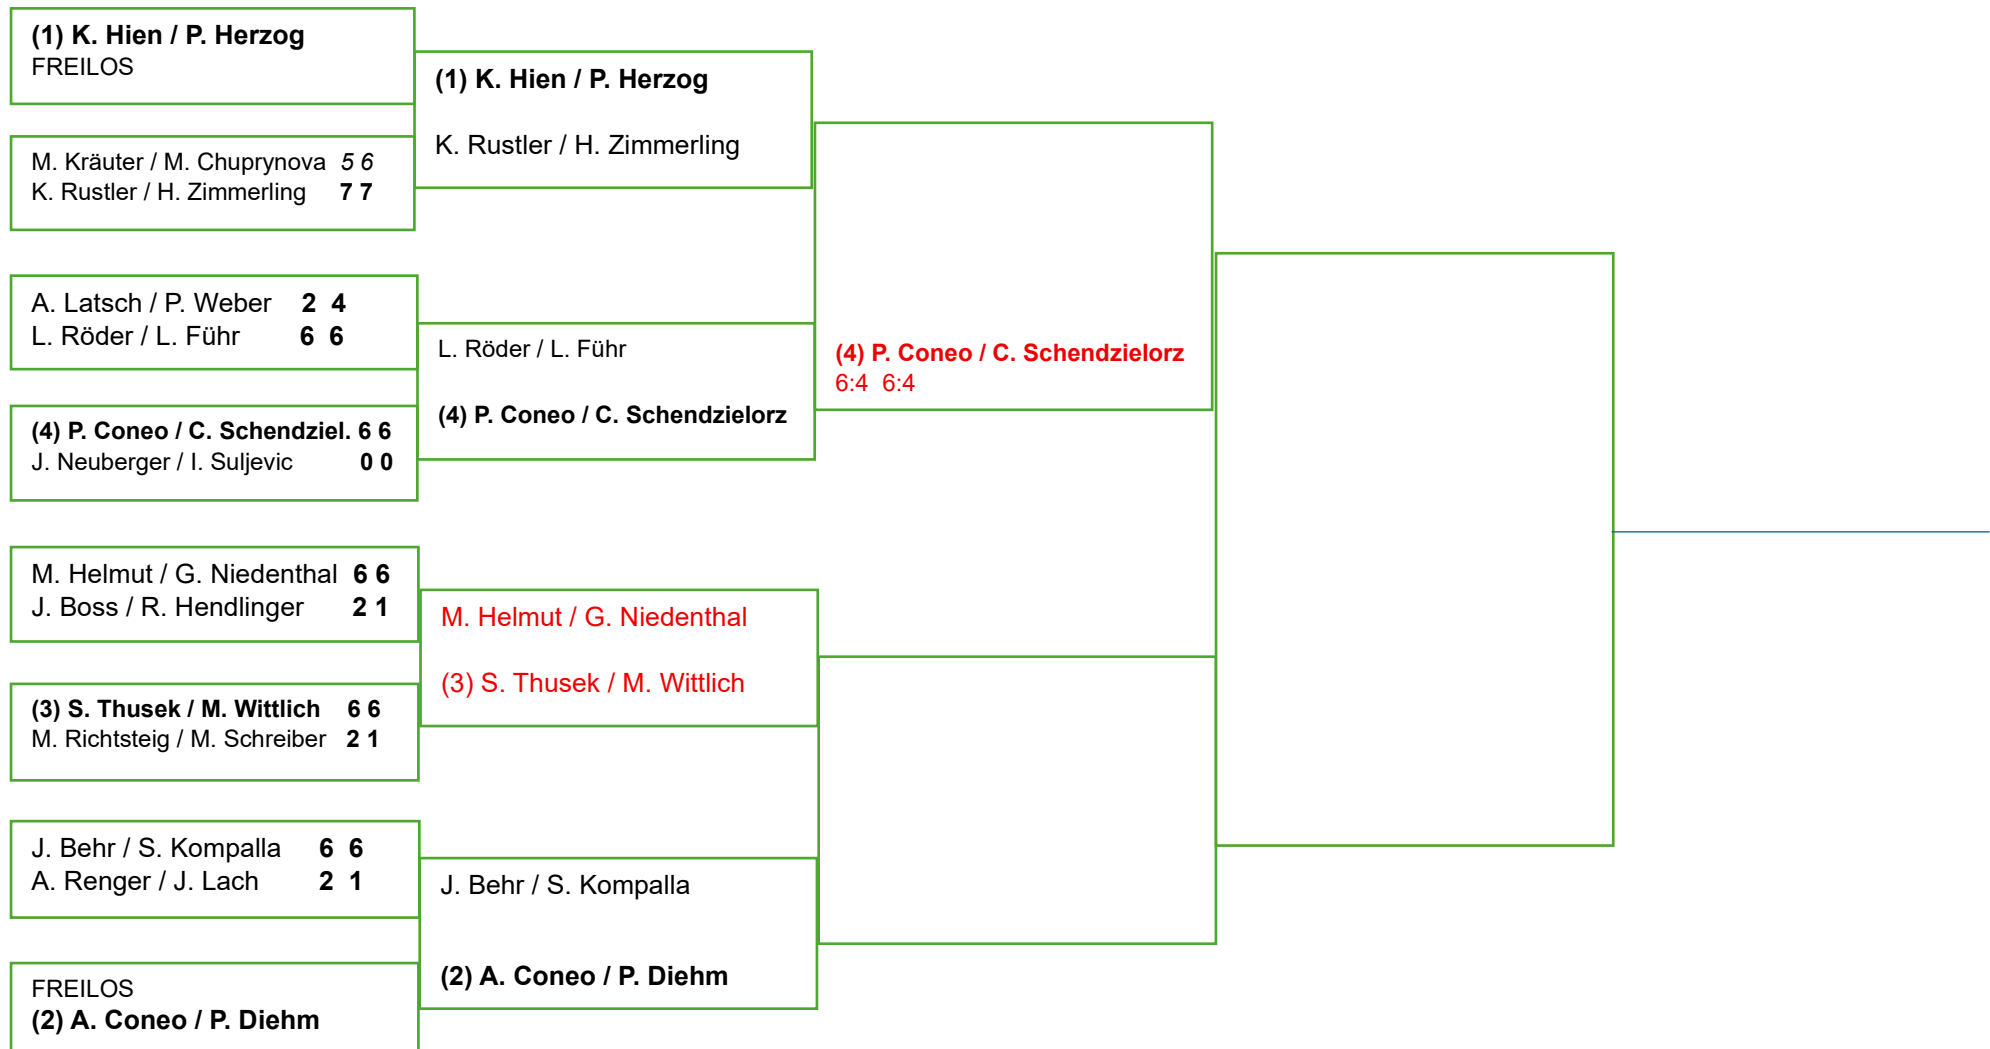 (1) K. Hien / P. Herzog
FREILOS
M. Kräuter / M. Chuprynova 5 6
K. Rustler / H. Zimmerling 7 7
A. Latsch / P. Weber 2 4
L. Röder / L. Führ 6 6
(4) P. Coneo / C. Schendziel. 6 6
J. Neuberger / I. Suljevic 0 0
M. Helmut / G. Niedenthal 6 6
J. Boss / R. Hendlinger 2 1
(3) S. Thusek / M. Wittlich 6 6
M. Richtsteig / M. Schreiber 2 1
J. Behr / S. Kompalla 6 6
A. Renger / J. Lach 2 1
FREILOS
(2) A. Coneo / P. Diehm
(1) K. Hien / P. Herzog
K. Rustler / H. Zimmerling
L. Röder / L. Führ
(4) P. Coneo / C. Schendzielorz
M. Helmut / G. Niedenthal
(3) S. Thusek / M. Wittlich
J. Behr / S. Kompalla
(2) A. Coneo / P. Diehm
(4) P. Coneo / C. Schendzielorz
6:4 6:4